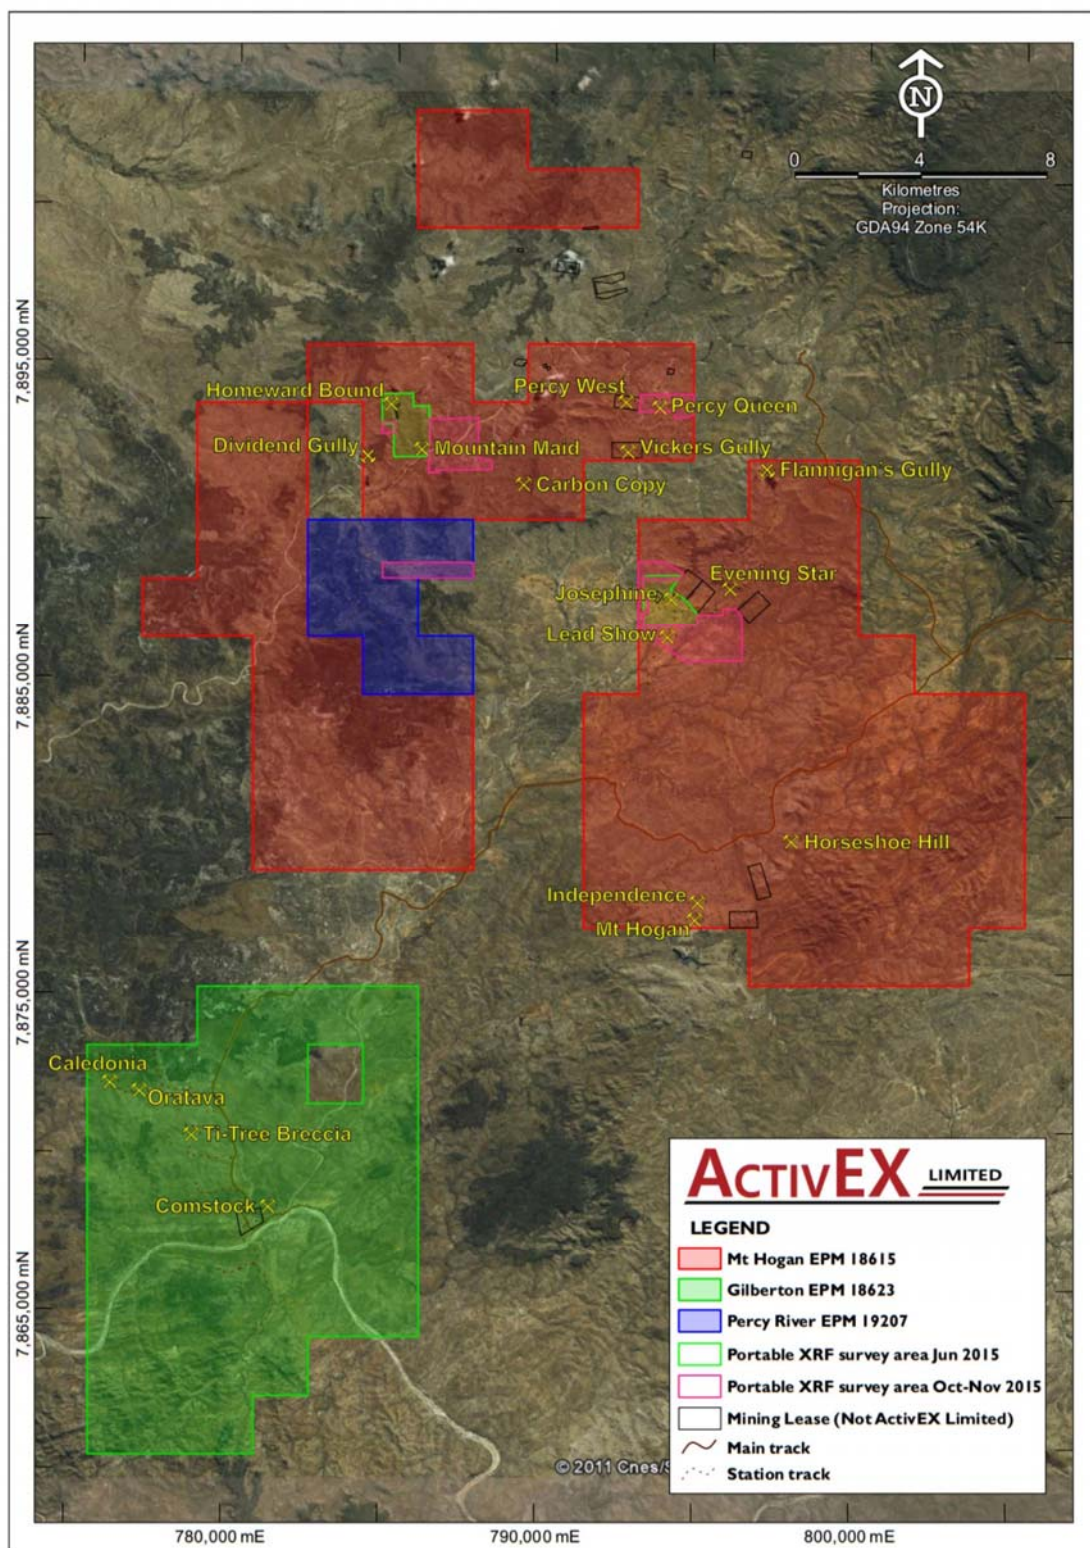 N
0 4 8
Kilometres
Projection:
GDA94 Zone 54K
7,895,000 mN
Homeward Bound
Percy West
Percy Queen
Dividend Gully
Mountain Maid
Vickers Gully
Flannigan's Gully
Carbon Copy
Evening Star
Josephine
Lead Show
7,885,000 mN
Horseshoe Hill
Independence
Mt Hogan
7,875,000 mN
Caledonia
Oratava
Ti-Tree Breccia
Comstock
7,865,000 mN
ACTIVEX LIMITED
LEGEND
Mt Hogan EPM 18615
Gilberton EPM 18623
Percy River EPM 19207
Portable XRF survey area Jun 2015
Portable XRF survey area Oct-Nov 2015
Mining Lease (Not ActivEX Limited)
Main track
Station track
© 2011 Cnes/S
780,000 mE 790,000 mE 800,000 mE